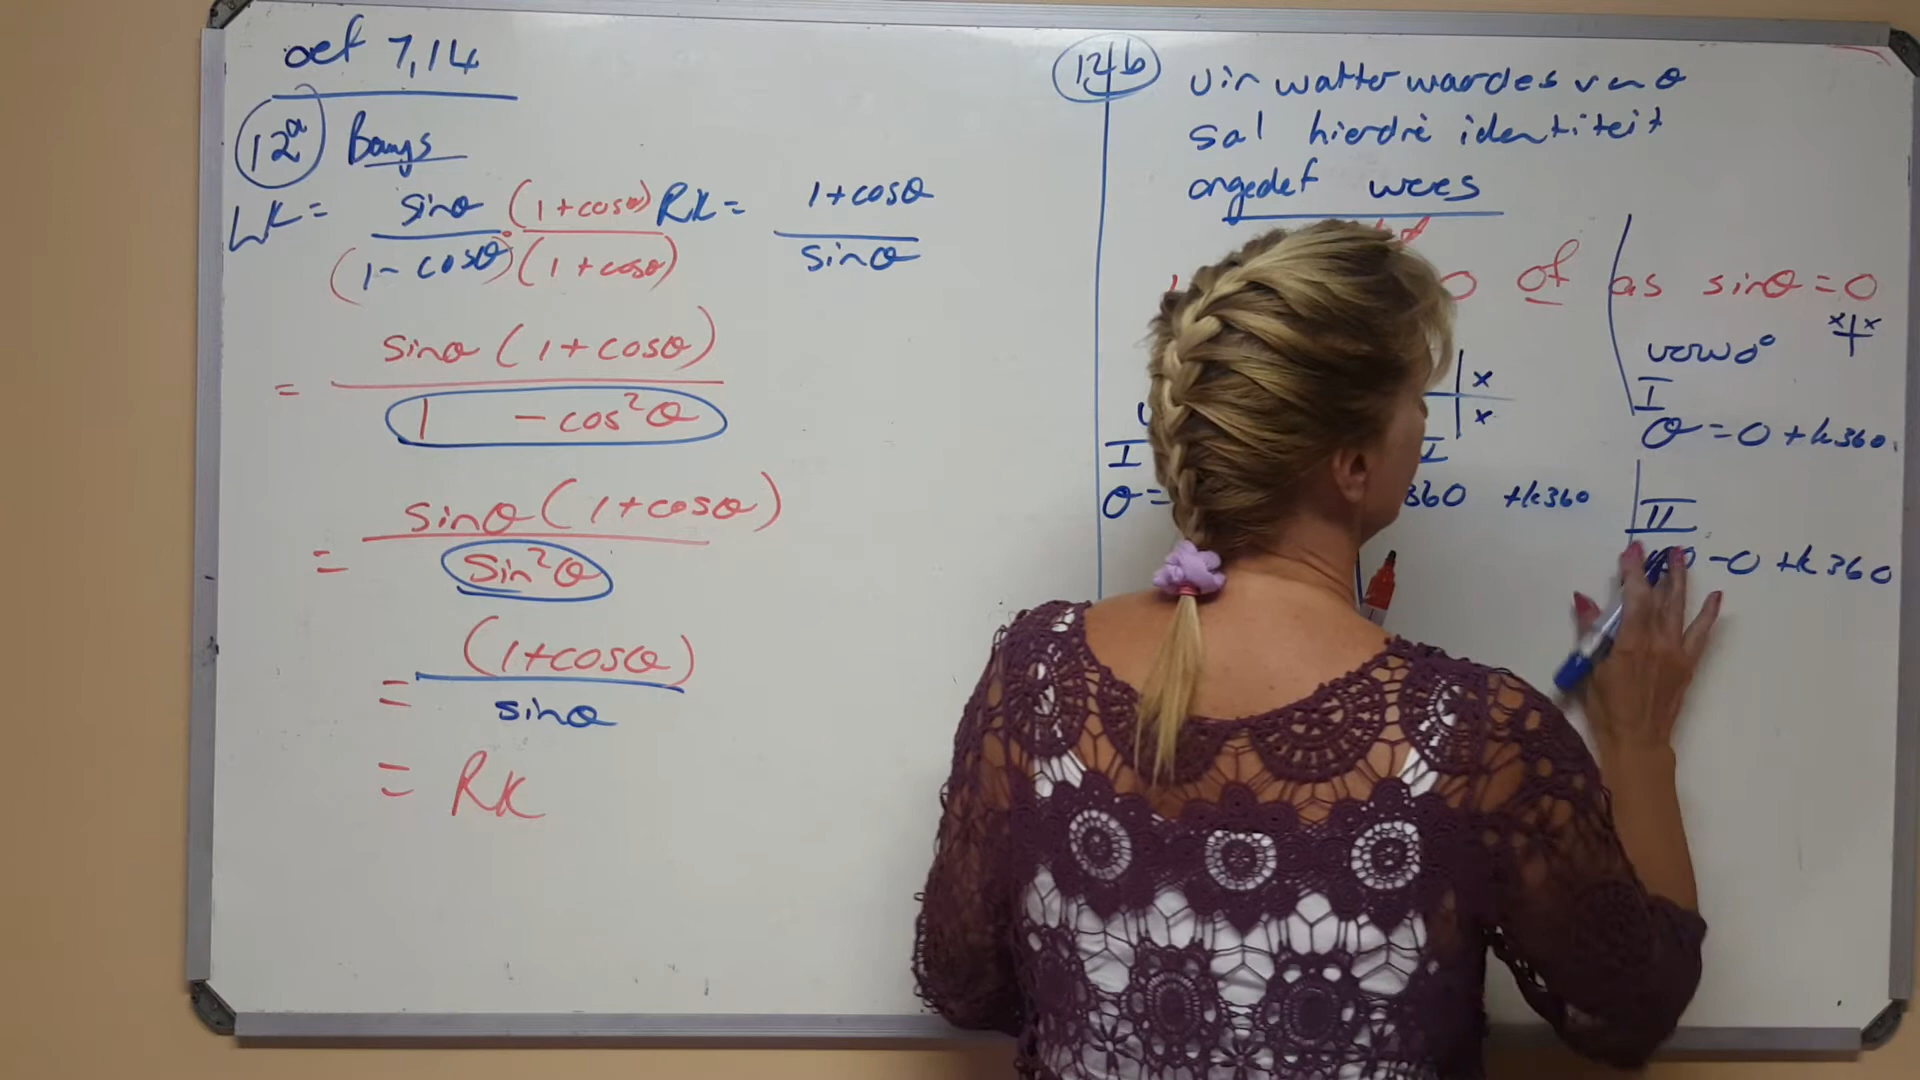 oef 7,14
12a Bewys
LK = sinθ (1+cosθ) RK = 1+cosθ
(1-cosθ) · (1+cosθ) sinθ
= sinθ (1+cosθ)
1 - cos²θ
= sinθ (1+cosθ)
sin²θ
= (1+cosθ)
sinθ
= RK
12b Vir watter waardes van θ
sal hierdie identiteit
ongedef wees
0 of as sinθ = 0
x x
verw 0°
I
θ = 0 + k360.
II
180 - 0 + k360
x
x
I
θ = 360 + k360